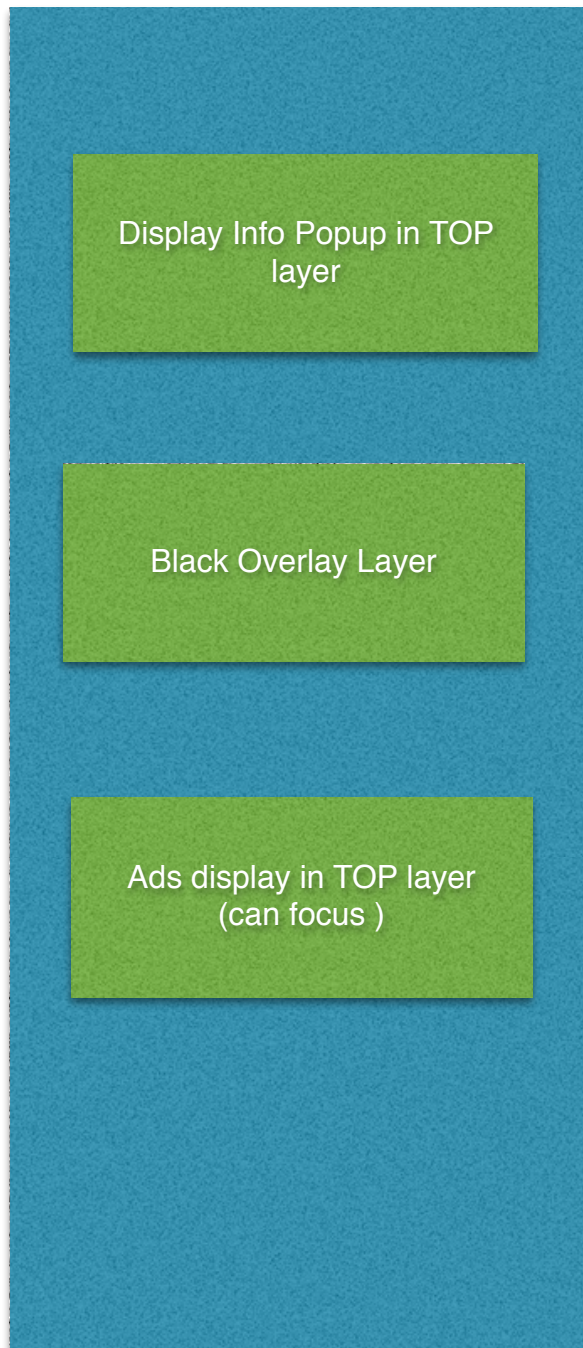 Display Info Popup in TOP
layer
Black Overlay Layer
Ads display in TOP layer
(can focus )